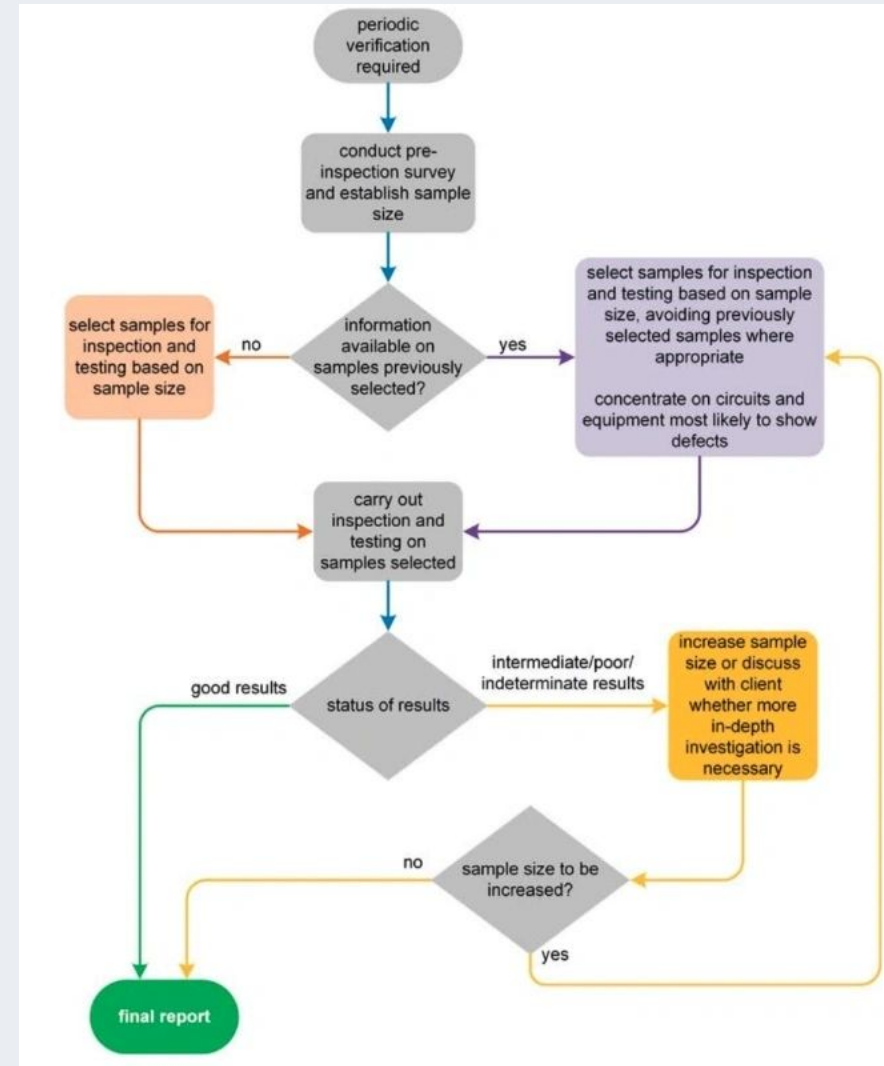 periodic
verification
required
conduct pre-
inspection survey
and establish sample
size
information
available on
samples previously
selected?
no
yes
select samples for
inspection and
testing based on
sample size
select samples for inspection
and testing based on sample
size, avoiding previously
selected samples where
appropriate
concentrate on circuits and
equipment most likely to show
defects
carry out
inspection and
testing on
samples selected
status of results
good results
intermediate/poor/
indeterminate results
increase sample
size or discuss
with client
whether more
in-depth
investigation is
necessary
sample size to be
increased?
no
yes
final report